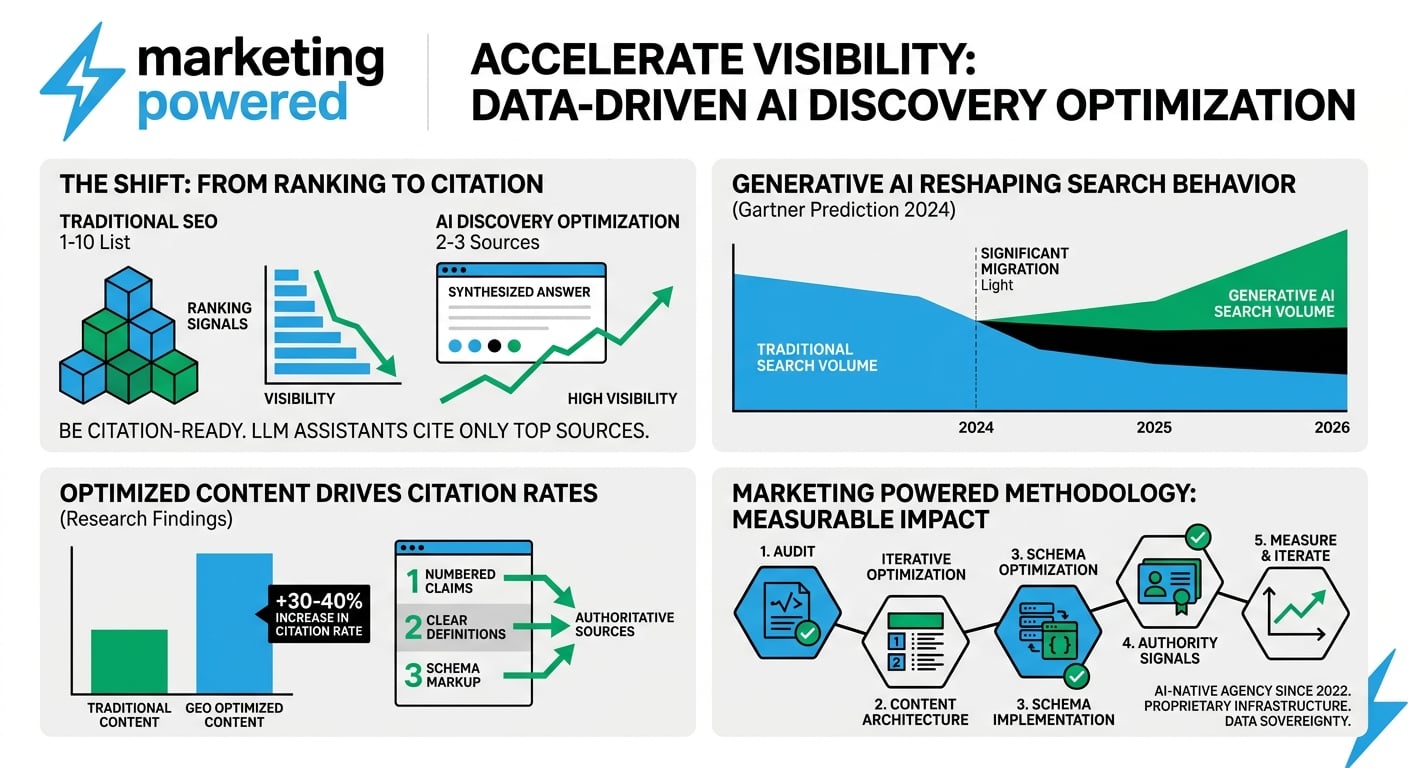 marketing
powered
ACCELERATE VISIBILITY:
DATA-DRIVEN AI DISCOVERY OPTIMIZATION
THE SHIFT: FROM RANKING TO CITATION
TRADITIONAL SEO
1-10 List
RANKING
SIGNALS
VISIBILITY
AI DISCOVERY OPTIMIZATION
2-3 Sources
SYNTHESIZED ANSWER
HIGH VISIBILITY
BE CITATION-READY. LLM ASSISTANTS CITE ONLY TOP SOURCES.
GENERATIVE AI RESHAPING SEARCH BEHAVIOR
(Gartner Prediction 2024)
SIGNIFICANT
MIGRATION
Light
GENERATIVE AI
SEARCH VOLUME
TRADITIONAL
SEARCH VOLUME
2024
2025
2026
OPTIMIZED CONTENT DRIVES CITATION RATES
(Research Findings)
+30-40%
INCREASE IN
CITATION RATE
TRADITIONAL
CONTENT
GEO OPTIMIZED
CONTENT
1 NUMBERED
CLAIMS
2 CLEAR
DEFINITIONS
3 SCHEMA
MARKUP
AUTHORITATIVE
SOURCES
MARKETING POWERED METHODOLOGY:
MEASURABLE IMPACT
1. AUDIT
ITERATIVE
OPTIMIZATION
1
2
2. CONTENT
ARCHITECTURE
3. SCHEMA
OPTIMIZATION
3. SCHEMA
IMPLEMENTATION
4. AUTHORITY
SIGNALS
5. MEASURE
& ITERATE
AI-NATIVE AGENCY SINCE 2022.
PROPRIETARY INFRASTRUCTURE.
DATA SOVEREIGNTY.